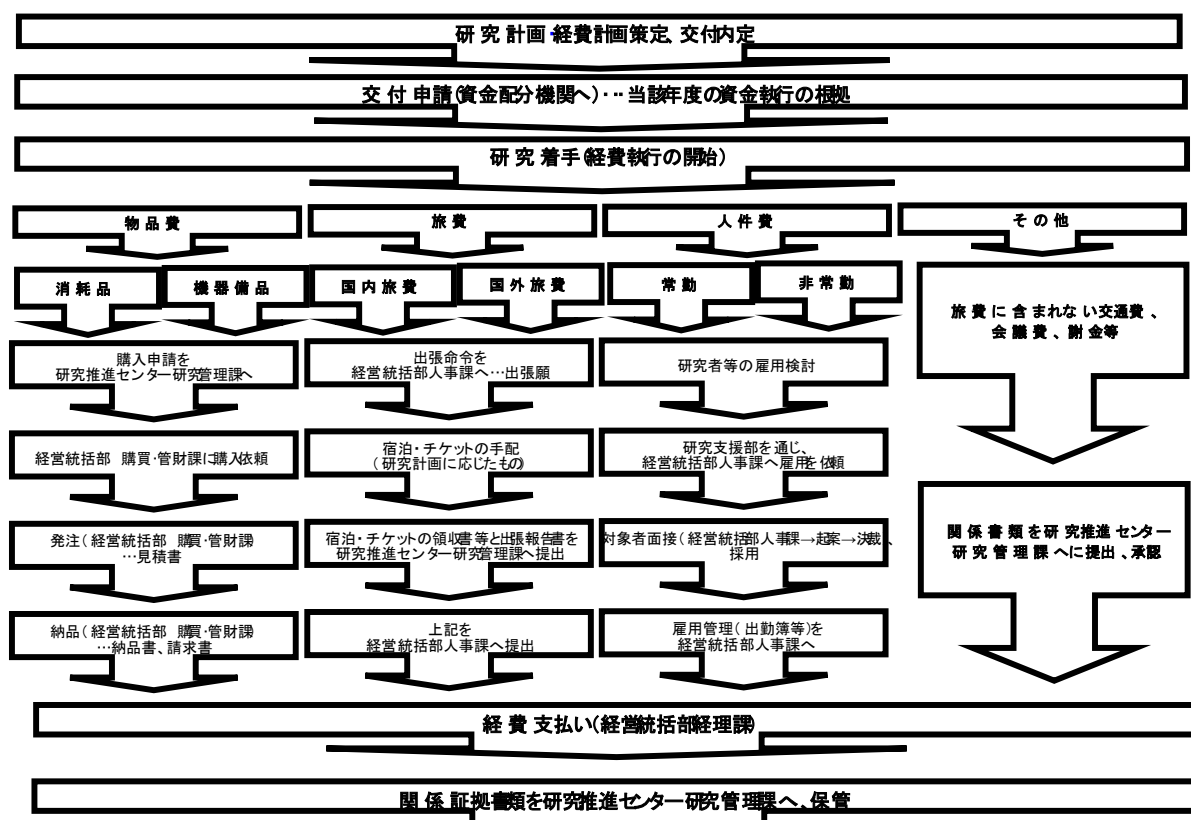 研究計画・経費計画策定、交付内定
交付申請(資金配分機関へ)・・・当該年度の資金執行の根拠
研究着手(経費執行の開始)
物品費
旅費
人件費
その他
消耗品
機器備品
国内旅費
国外旅費
常勤
非常勤
旅費に含まれない交通費、
会議費、謝金等
購入申請を
研究推進センター研究管理課へ
出張命令を
経営統括部人事課へ…出張願
研究者等の雇用検討
経営統括部 購買・管財課に購入依頼
宿泊・チケットの手配
(研究計画に応じたもの)
研究支援部を通じ、
経営統括部人事課へ雇用を依頼
発注(経営統括部 購買・管財課)
…見積書
宿泊・チケットの領収書等と出張報告書を
研究推進センター研究管理課へ提出
対象者面接(経営統括部人事課→起案→決裁)、
採用
関係書類を研究推進センター
研究管理課へに提出、承認
納品(経営統括部 購買・管財課)
…納品書、請求書
上記を
経営統括部人事課へ提出
雇用管理(出勤簿等)を
経営統括部人事課へ
経費支払い(経営統括部経理課)
関係証拠書類を研究推進センター研究管理課へ、保管